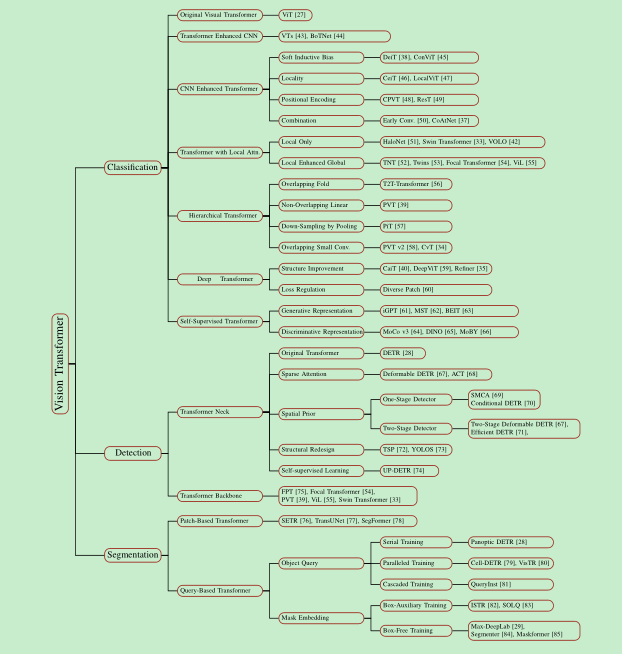 Original Visual Transformer
ViT [27]
Transformer Enhanced CNN
VTs [43], BoTNet [44]
Soft Inductive Bias
DeiT [38], ConViT [45]
Locality
CeiT [46], LocalViT [47]
CNN Enhanced Transformer
Positional Encoding
CPVT [48], ResT [49]
Combination
Early Conv. [50], CoAtNet [37]
Local Only
HaloNet [51], Swin Transformer [33], VOLO [42]
Transformer with Local Attn
Local Enhanced Global
TNT [52], Twins [53], Focal Transformer [54], ViL [55]
Classification
Overlapping Fold
T2T-Transformer [56]
Non-Overlapping Linear
PVT [39]
Hierarchical Transformer
Down-Sampling by Pooling
PiT [57]
Overlapping Small Conv.
PVT v2 [58], CvT [34]
Structure Improvement
CaiT [40], DeepViT [59], Refiner [35]
Deep Transformer
Loss Regulation
Diverse Patch [60]
Generative Representation
iGPT [61], MST [62], BEIT [63]
Self-Supervised Transformer
Discriminative Representation
MoCo v3 [64], DINO [65], MoBY [66]
Vision Transformer
Original Transformer
DETR [28]
Sparse Attention
Deformable DETR [67], ACT [68]
One-Stage Detector
SMCA [69]
Conditional DETR [70]
Transformer Neck
Spatial Prior
Two-Stage Detector
Two-Stage Deformable DETR [67],
Efficient DETR [71],
Structural Redesign
TSP [72], YOLOS [73]
Detection
Self-supervised Learning
UP-DETR [74]
Transformer Backbone
FPT [75], Focal Transformer [54],
PVT [39], ViL [55], Swin Transformer [33]
Patch-Based Transformer
SETR [76], TransUNet [77], SegFormer [78]
Segmentation
Serial Training
Panoptic DETR [28]
Object Query
Paralleled Training
Cell-DETR [79], VisTR [80]
Cascaded Training
QueryInst [81]
Query-Based Transformer
Box-Auxiliary Training
ISTR [82], SOLQ [83]
Mask Embedding
Box-Free Training
Max-DeepLab [29],
Segmenter [84], Maskformer [85]